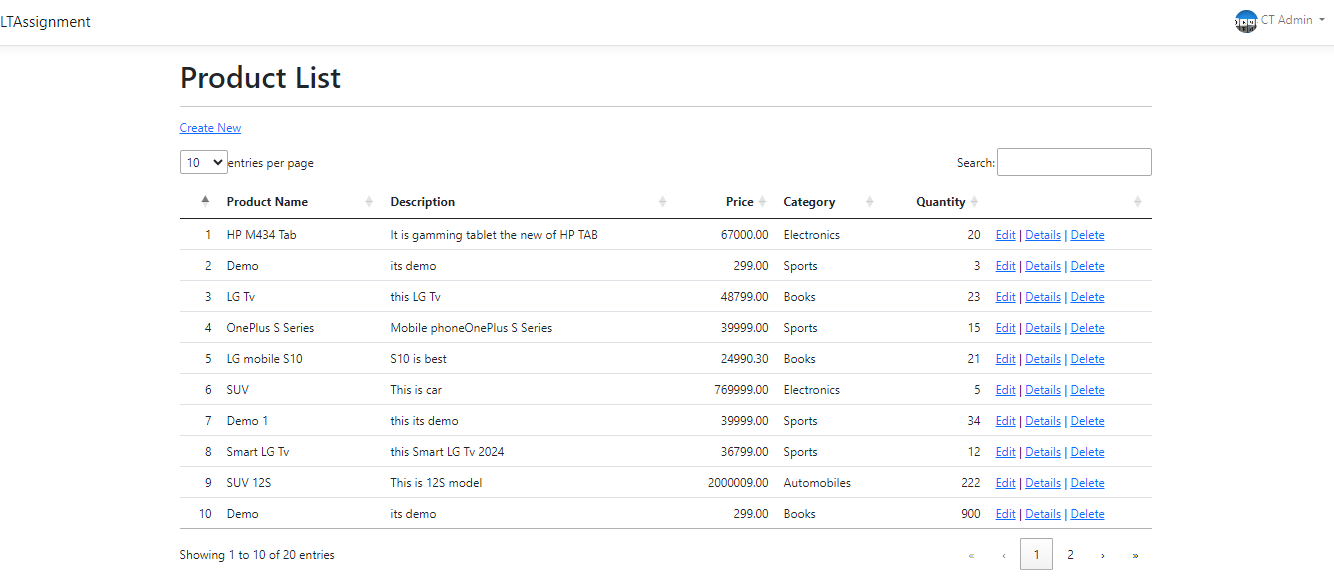 LTAssignment
CT Admin
Product List
Create New
10 entries per page Search:
Product Name Description Price Category Quantity
1 HP M434 Tab It is gamming tablet the new of HP TAB 67000.00 Electronics 20 Edit | Details | Delete
2 Demo its demo 299.00 Sports 3 Edit | Details | Delete
3 LG Tv this LG Tv 48799.00 Books 23 Edit | Details | Delete
4 OnePlus S Series Mobile phoneOnePlus S Series 39999.00 Sports 15 Edit | Details | Delete
5 LG mobile S10 S10 is best 24990.30 Books 21 Edit | Details | Delete
6 SUV This is car 769999.00 Electronics 5 Edit | Details | Delete
7 Demo 1 this its demo 39999.00 Sports 34 Edit | Details | Delete
8 Smart LG Tv this Smart LG Tv 2024 36799.00 Sports 12 Edit | Details | Delete
9 SUV 12S This is 12S model 2000009.00 Automobiles 222 Edit | Details | Delete
10 Demo its demo 299.00 Books 900 Edit | Details | Delete
Showing 1 to 10 of 20 entries « ‹ 1 2 › »